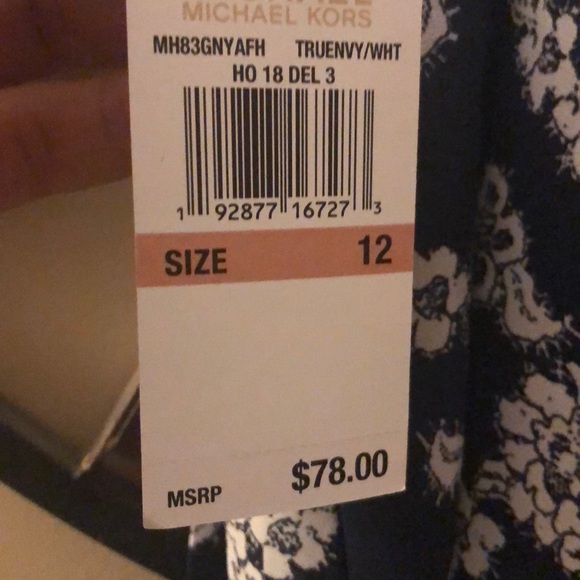 MICHAEL KORS
MH83GNYAFH TRUENVY/WHT
HO 18 DEL 3
1 92877 16727 3
SIZE 12
MSRP $78.00